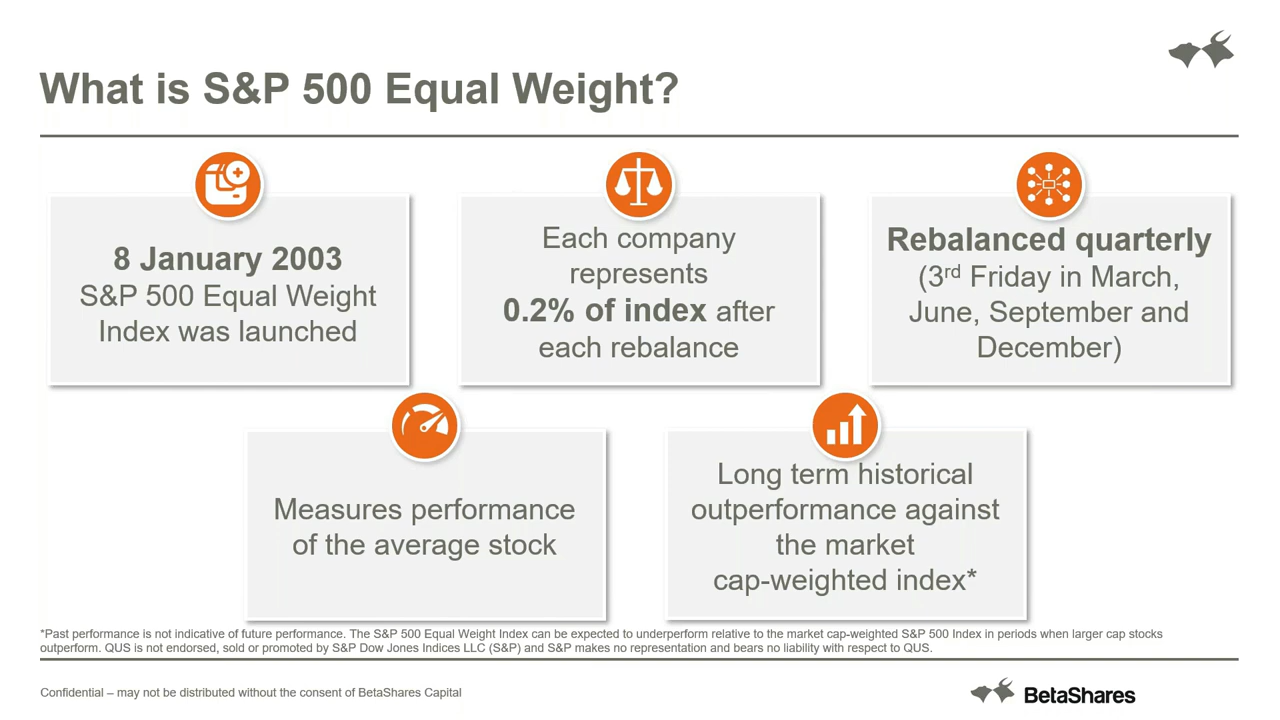 What is S&P 500 Equal Weight?
8 January 2003
S&P 500 Equal Weight
Index was launched
Each company
represents
0.2% of index after
each rebalance
Rebalanced quarterly
(3rd Friday in March,
June, September and
December)
Measures performance
of the average stock
Long term historical
outperformance against
the market
cap-weighted index*
*Past performance is not indicative of future performance. The S&P 500 Equal Weight Index can be expected to underperform relative to the market cap-weighted S&P 500 Index in periods when larger cap stocks
outperform. QUS is not endorsed, sold or promoted by S&P Dow Jones Indices LLC (S&P) and S&P makes no representation and bears no liability with respect to QUS.
Confidential – may not be distributed without the consent of BetaShares Capital
BetaShares